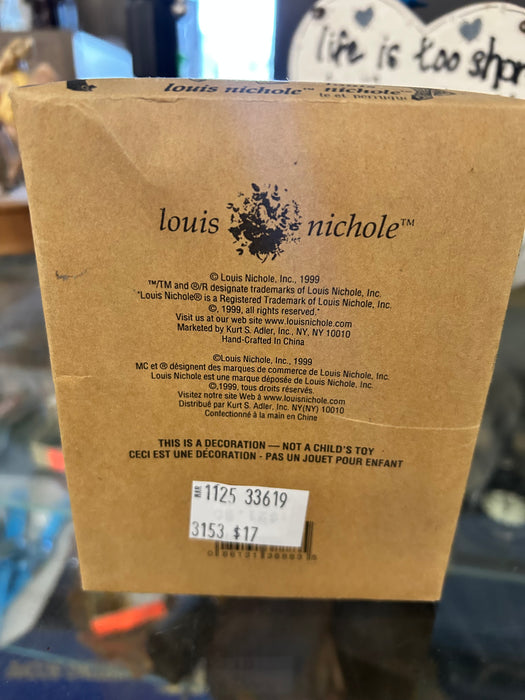 life is too shor
louis nichole™ nichole™
louis nichole™
© Louis Nichole, Inc., 1999
™/TM and ®/R designate trademarks of Louis Nichole, Inc.
"Louis Nichole® is a Registered Trademark of Louis Nichole, Inc.
©, 1999, all rights reserved."
Visit us at our web site www.louisnichole.com
Marketed by Kurt S. Adler, Inc., NY, NY 10010
Hand-Crafted In China
©Louis Nichole, Inc., 1999
MC et ® désignent des marques de commerce de Louis Nichole, Inc.
Louis Nichole est une marque déposée de Louis Nichole, Inc.
©,1999, tous droits réservés.
Visitez notre site Web à www.louisnichole.com
Distribué par Kurt S. Adler, Inc. NY(NY) 10010
Confectionné à la main en Chine
THIS IS A DECORATION — NOT A CHILD'S TOY
CECI EST UNE DÉCORATION - PAS UN JOUET POUR ENFANT
1125 33619
3153 $17